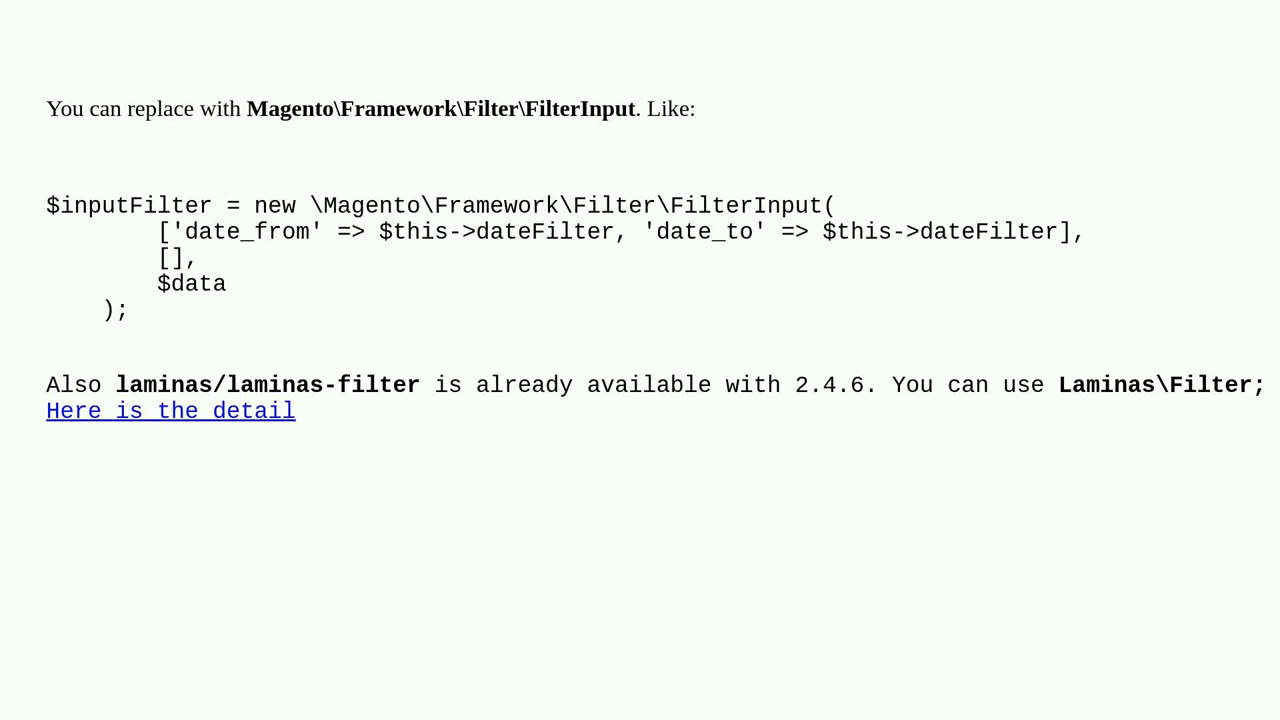 You can replace with Magento\Framework\Filter\FilterInput. Like:
$inputFilter = new \Magento\Framework\Filter\FilterInput(
        ['date_from' => $this->dateFilter, 'date_to' => $this->dateFilter],
        [],
        $data
    );
Also laminas/laminas-filter is already available with 2.4.6. You can use Laminas\Filter;
Here is the detail